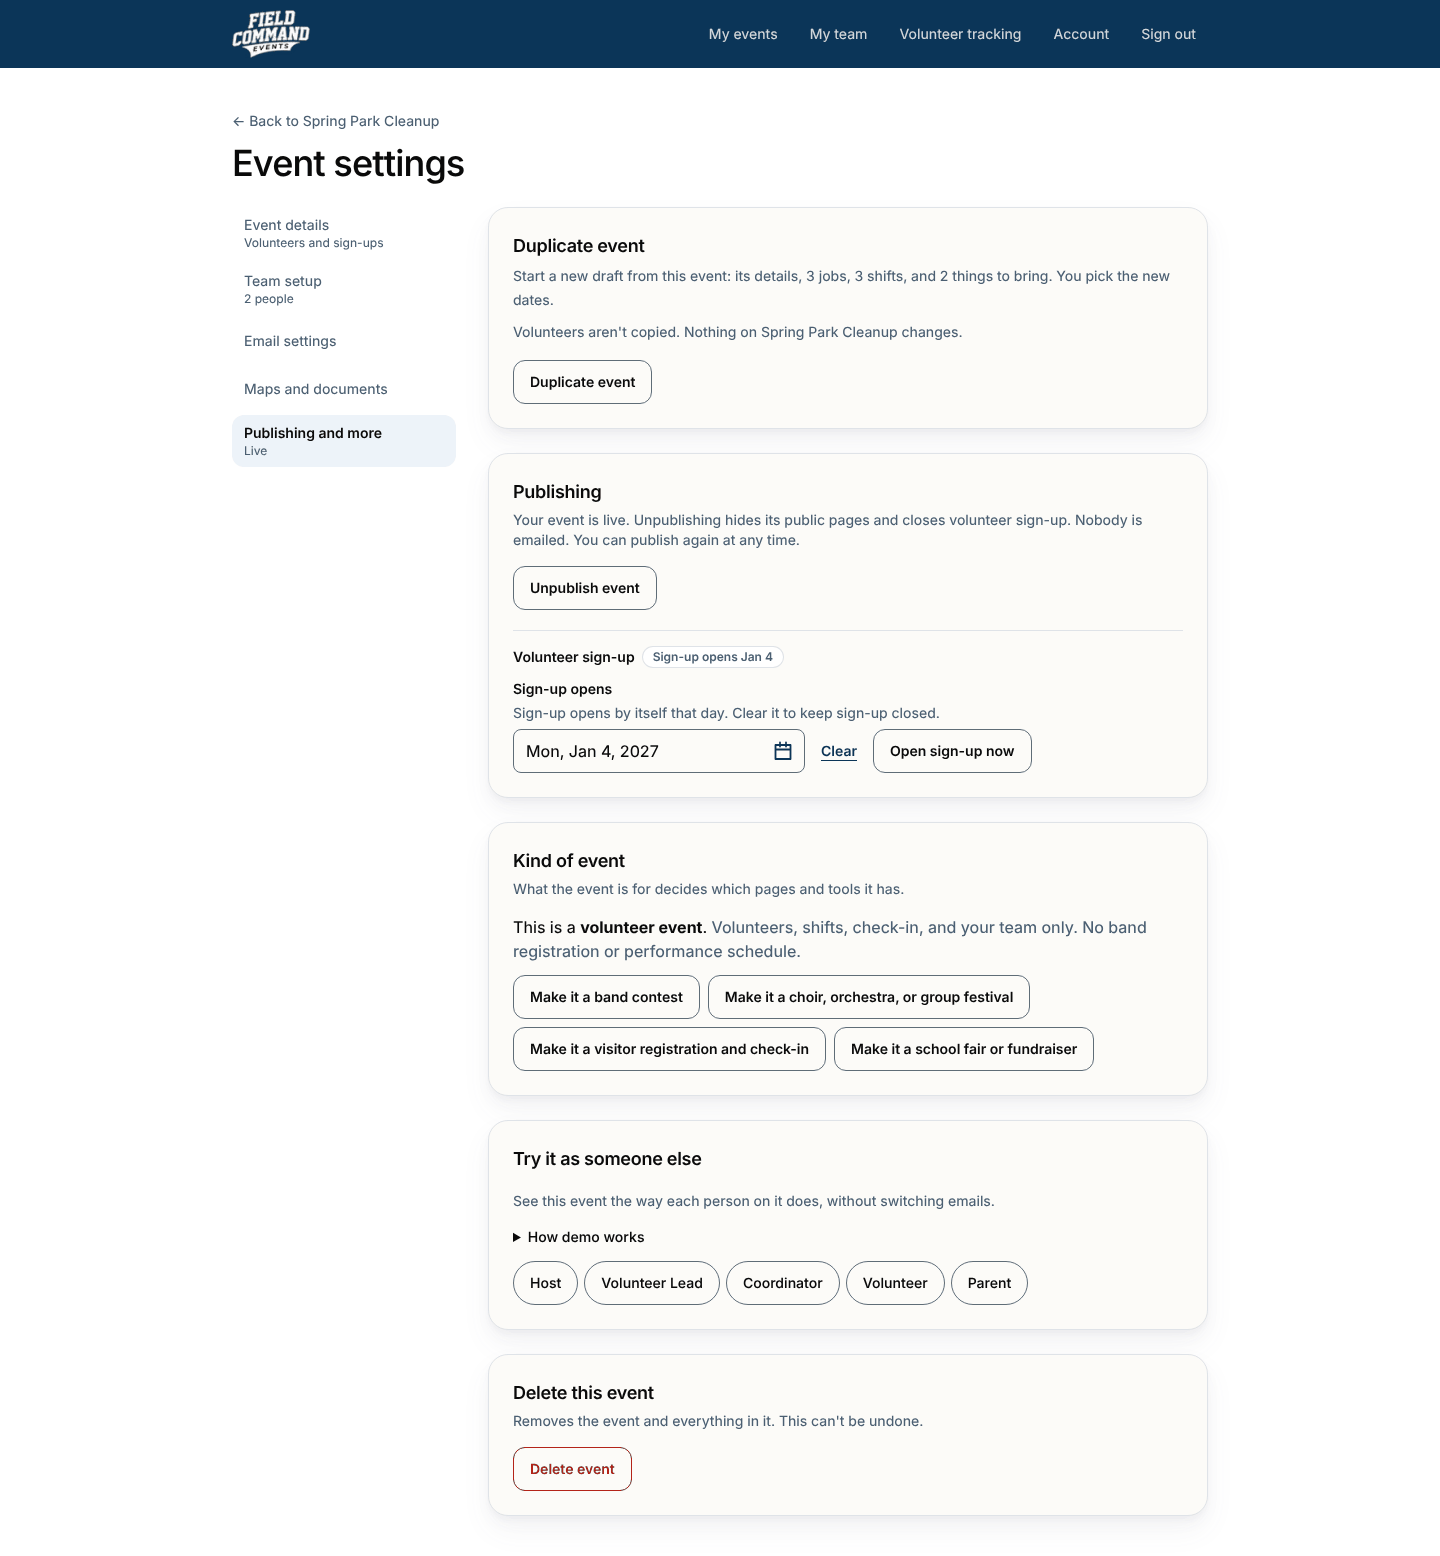 FIELD
COMMAND
EVENTS
My events
My team
Volunteer tracking
Account
Sign out
← Back to Spring Park Cleanup
Event settings
Event details
Volunteers and sign-ups
Team setup
2 people
Email settings
Maps and documents
Publishing and more
Live
Duplicate event
Start a new draft from this event: its details, 3 jobs, 3 shifts, and 2 things to bring. You pick the new
dates.
Volunteers aren't copied. Nothing on Spring Park Cleanup changes.
Duplicate event
Publishing
Your event is live. Unpublishing hides its public pages and closes volunteer sign-up. Nobody is
emailed. You can publish again at any time.
Unpublish event
Volunteer sign-up
Sign-up opens Jan 4
Sign-up opens
Sign-up opens by itself that day. Clear it to keep sign-up closed.
Mon, Jan 4, 2027
Clear
Open sign-up now
Kind of event
What the event is for decides which pages and tools it has.
This is a volunteer event. Volunteers, shifts, check-in, and your team only. No band
registration or performance schedule.
Make it a band contest
Make it a choir, orchestra, or group festival
Make it a visitor registration and check-in
Make it a school fair or fundraiser
Try it as someone else
See this event the way each person on it does, without switching emails.
How demo works
Host
Volunteer Lead
Coordinator
Volunteer
Parent
Delete this event
Removes the event and everything in it. This can't be undone.
Delete event